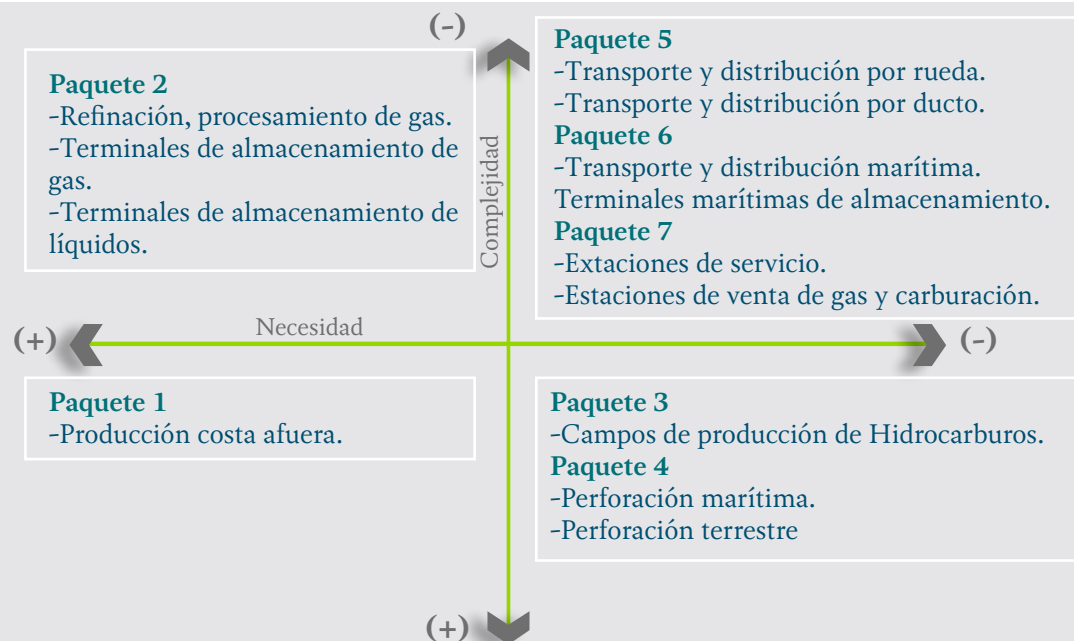 (-)
Paquete 2
-Refinación, procesamiento de gas.
-Terminales de almacenamiento de
gas.
-Terminales de almacenamiento de
líquidos.
Complejidad
Paquete 5
-Transporte y distribución por rueda.
-Transporte y distribución por ducto.
Paquete 6
-Transporte y distribución marítima.
Terminales marítimas de almacenamiento.
Paquete 7
-Extaciones de servicio.
-Estaciones de venta de gas y carburación.
(+)
Necesidad
(-)
Paquete 1
-Producción costa afuera.
Paquete 3
-Campos de producción de Hidrocarburos.
Paquete 4
-Perforación marítima.
-Perforación terrestre
(+)